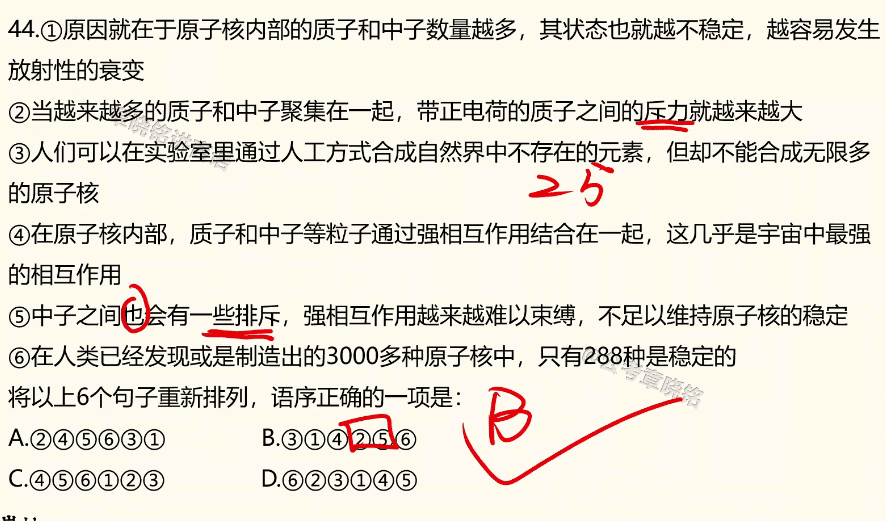 44.①原因就在于原子核内部的质子和中子数量越多，其状态也就越不稳定，越容易发生
放射性的衰变
②当越来越多的质子和中子聚集在一起，带正电荷的质子之间的斥力就越来越大
③人们可以在实验室里通过人工方式合成自然界中不存在的元素，但却不能合成无限多
的原子核
25
④在原子核内部，质子和中子等粒子通过强相互作用结合在一起，这几乎是宇宙中最强
的相互作用
⑤中子之间也会有一些排斥，强相互作用越来越难以束缚，不足以维持原子核的稳定
⑥在人类已经发现或是制造出的3000多种原子核中，只有288种是稳定的
将以上6个句子重新排列，语序正确的一项是：
B
A.②④⑤⑥③①
B.③①④②⑤⑥
C.④⑤⑥①②③
D.⑥②③①④⑤